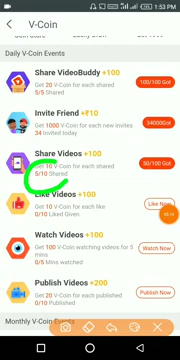 1:53 PM
V-Coin
Daily V-Coin Events
Share VideoBuddy +100
Get 20 V-Coin for each shared
5/5 Shared
100/100 Got
Invite Friend +₹10
Get 1000 V-Coin for each new invites
34 Invited today
34000Got
Share Videos +100
Get 10 V-Coin for each shared
5/10 Shared
50/100 Got
Like Videos +100
Get 10 V-Coin for each like
0/10 Liked Given
Like Now
Watch Videos +100
Get 100 V-Coin watching videos for 5 mins
0/5 Mins watched
Watch Now
Publish Videos +200
Get 20 V-Coin for each published
0/10 Published
Publish Now
Monthly V-Coin Events